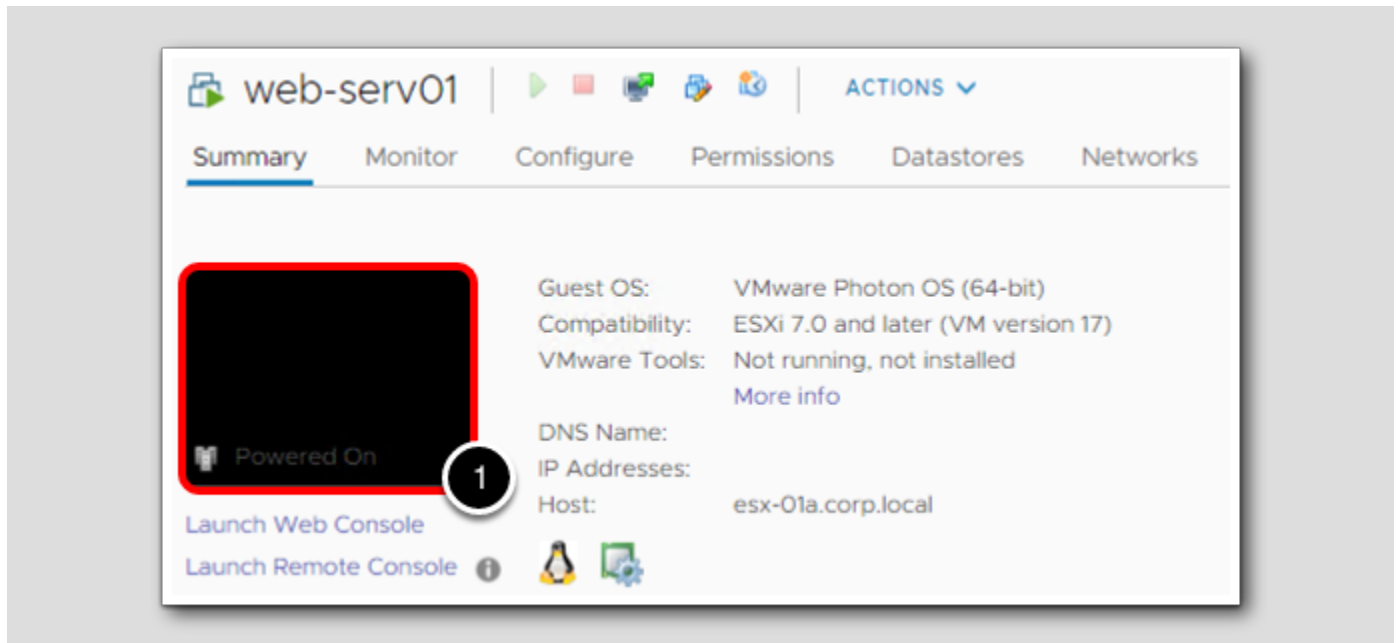 web-serv01 ACTIONS
Summary Monitor Configure Permissions Datastores Networks
Guest OS: VMware Photon OS (64-bit)
Compatibility: ESXi 7.0 and later (VM version 17)
VMware Tools: Not running, not installed
More info
DNS Name:
Powered On
1
IP Addresses:
Host: esx-01a.corp.local
Launch Web Console
Launch Remote Console